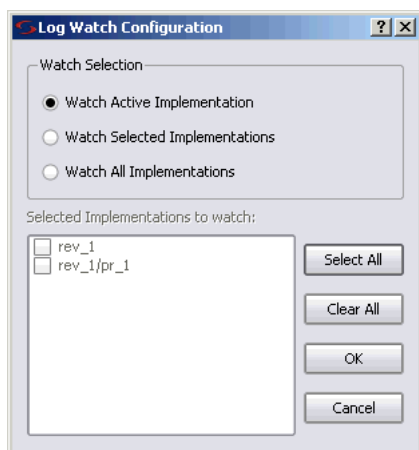 Log Watch Configuration
Watch Selection
Watch Active Implementation
Watch Selected Implementations
Watch All Implementations
Selected Implementations to watch:
rev_1
rev_1/pr_1
Select All
Clear All
OK
Cancel